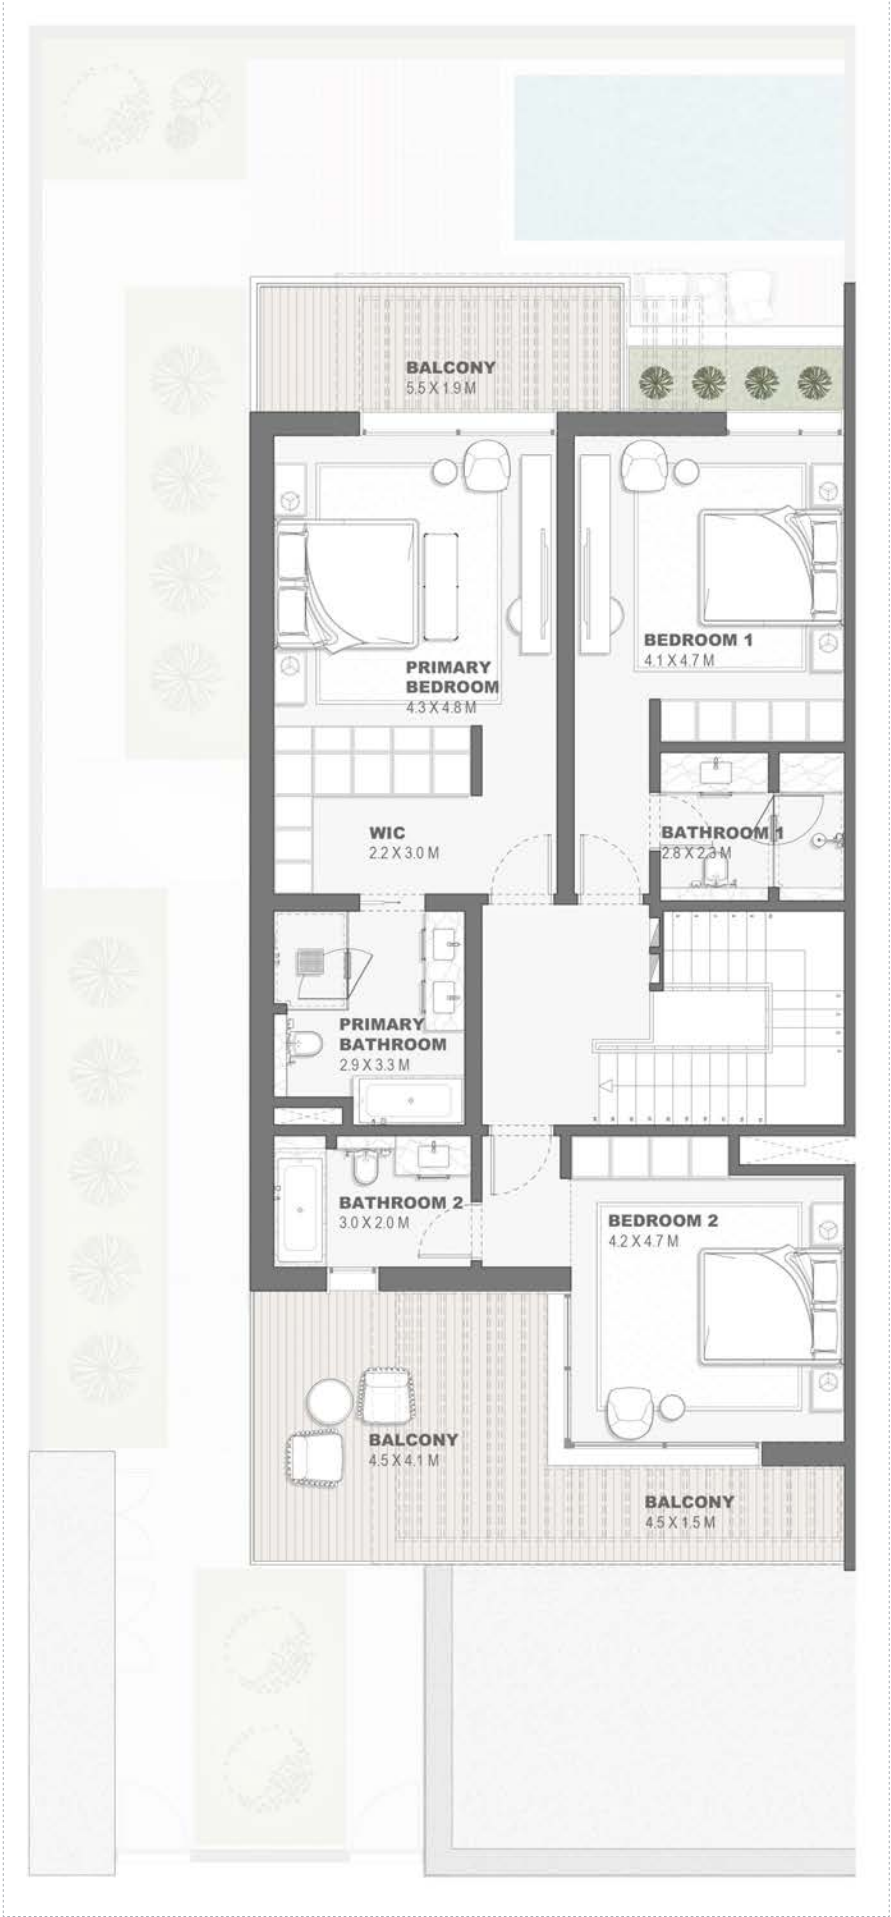 BALCONY
5.5 X 1.9 M
PRIMARY
BEDROOM
4.3 X 4.8 M
BEDROOM 1
4.1 X 4.7 M
WIC
2.2 X 3.0 M
BATHROOM 1
2.8 X 2.3 M
PRIMARY
BATHROOM
2.9 X 3.3 M
BATHROOM 2
3.0 X 2.0 M
BEDROOM 2
4.2 X 4.7 M
BALCONY
4.5 X 4.1 M
BALCONY
4.5 X 1.5 M